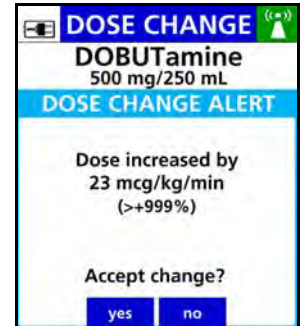 DOSE CHANGE
DOBUTamine
500 mg/250 mL
DOSE CHANGE ALERT
Dose increased by
23 mcg/kg/min
(>+999%)
Accept change?
yes no